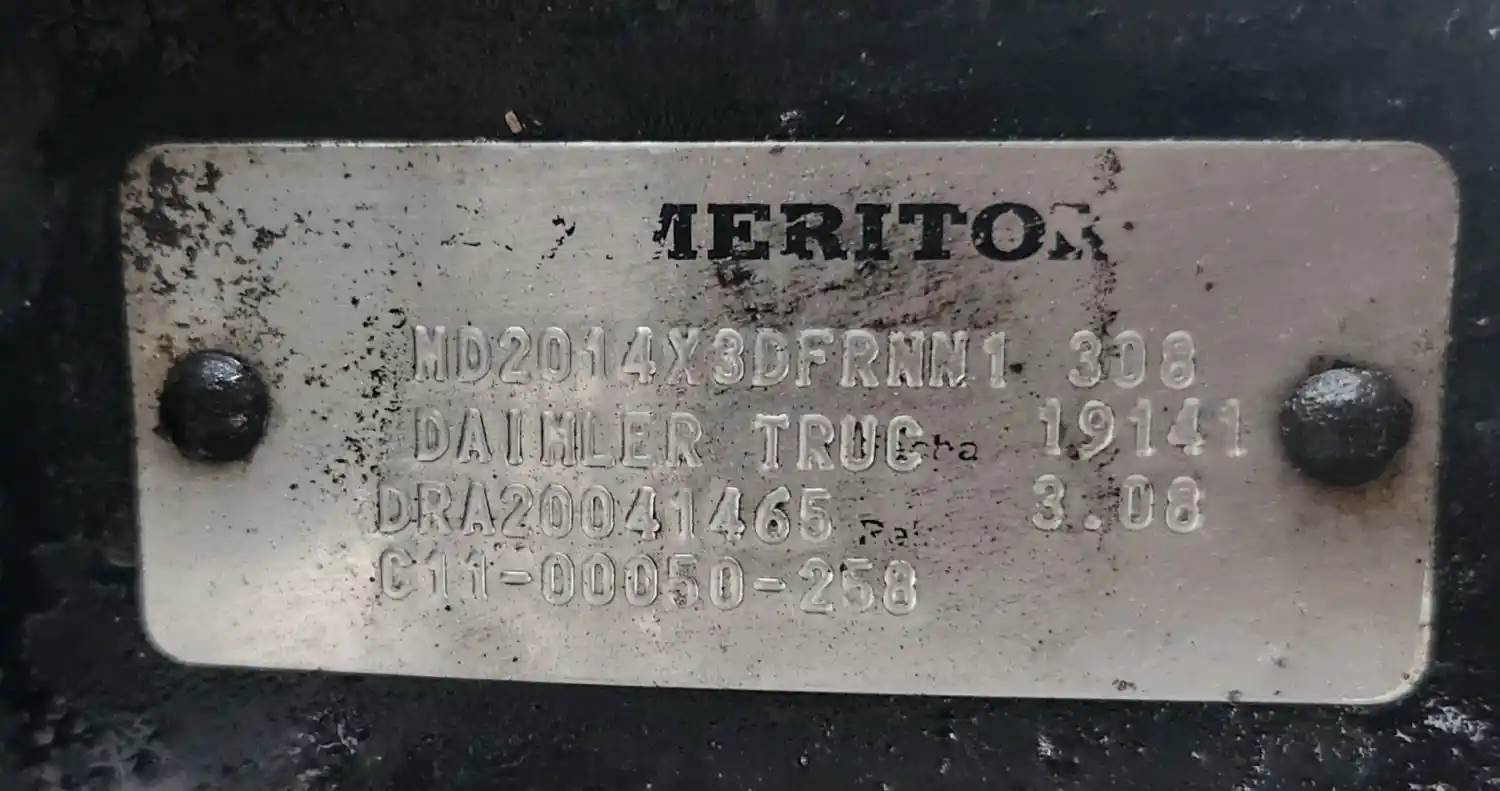 MERITOR
MD2014X3DFRNN1 308
DAIMLER TRUC 19141
DRA20041465 3.08
C11-00050-258